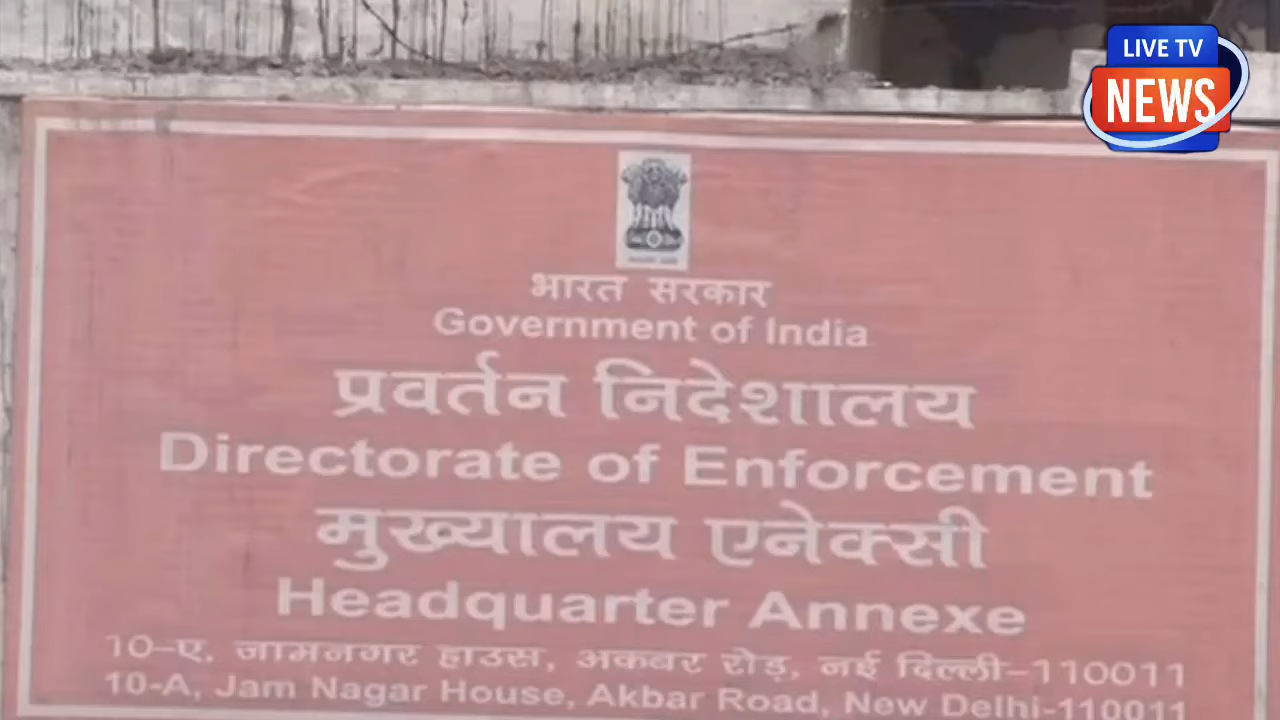 LIVE TV
NEWS
भारत सरकार
Government of India
प्रवर्तन निदेशालय
Directorate of Enforcement
मुख्यालय एनेक्सी
Headquarter Annexe
10–ए, जामनगर हाउस, अकबर रोड़, नई दिल्ली–110011
10-A, Jam Nagar House, Akbar Road, New Delhi-110011